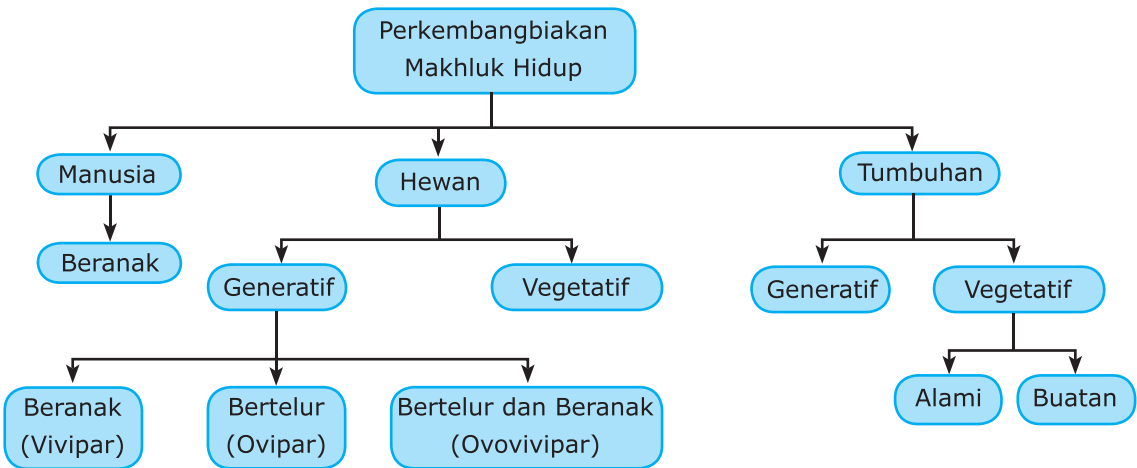 Perkembangbiakan
Makhluk Hidup
Manusia
Hewan
Tumbuhan
Beranak
Generatif
Vegetatif
Generatif
Vegetatif
Beranak
(Vivipar)
Bertelur
(Ovipar)
Bertelur dan Beranak
(Ovovivipar)
Alami
Buatan